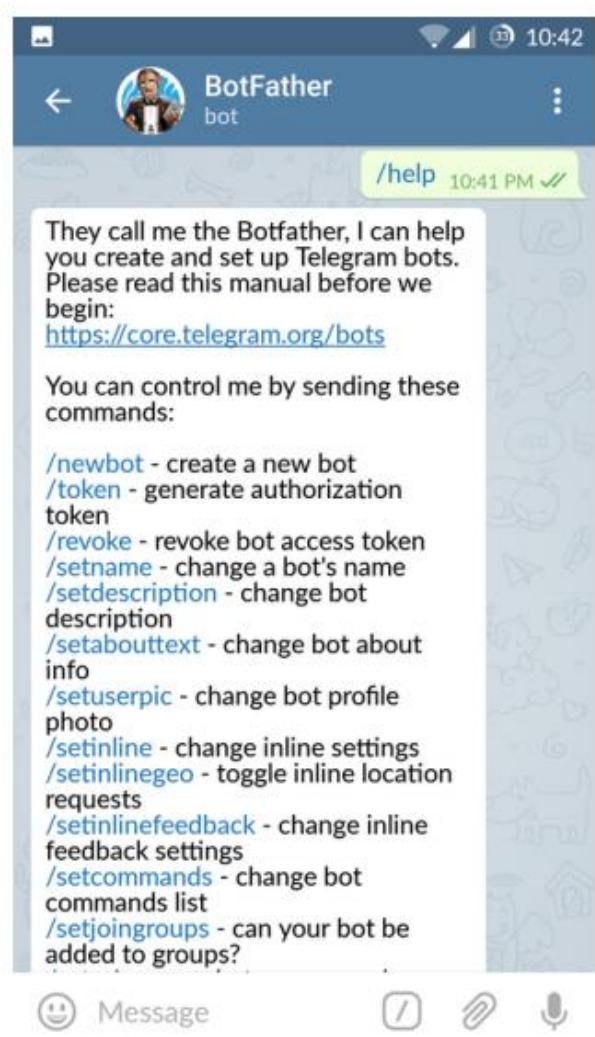 33 10:42
BotFather
bot
/help 10:41 PM
They call me the Botfather, I can help
you create and set up Telegram bots.
Please read this manual before we
begin:
https://core.telegram.org/bots
You can control me by sending these
commands:
/newbot - create a new bot
/token - generate authorization
token
/revoke - revoke bot access token
/setname - change a bot's name
/setdescription - change bot
description
/setabouttext - change bot about
info
/setuserpic - change bot profile
photo
/setinline - change inline settings
/setinlinegeo - toggle inline location
requests
/setinlinefeedback - change inline
feedback settings
/setcommands - change bot
commands list
/setjoingroups - can your bot be
added to groups?
Message